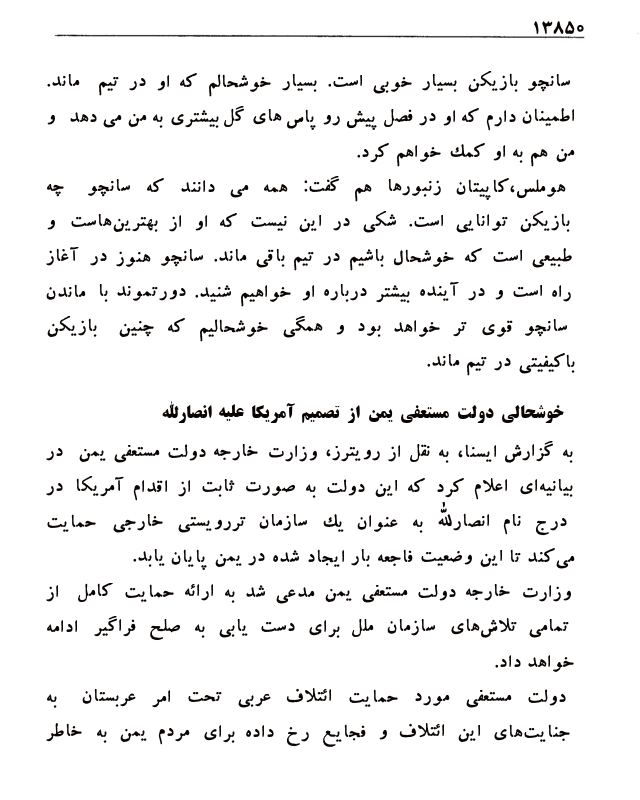 ۱۳۸۵۰
سانچو بازیکن بسیار خوبی است. بسیار خوشحالم که او در تیم ماند.
اطمینان دارم که او در فصل پیش رو پاس های گل بیشتری به من می دهد و
من هم به او کمك خواهم کرد.
هوملس،کاپیتان زنبورها هم گفت: همه می دانند که سانچو چه
بازیکن توانایی است. شکی در این نیست که او از بهترین‌هاست و
طبیعی است که خوشحال باشیم در تیم باقی ماند. سانچو هنوز در آغاز
راه است و در آینده بیشتر درباره او خواهیم شنید. دورتموند با ماندن
سانچو قوی تر خواهد بود و همگی خوشحالیم که چنین بازیکن
باکیفیتی در تیم ماند.
خوشحالی دولت مستعفی یمن از تصمیم آمریکا علیه انصارلله
به گزارش ایسنا، به نقل از رویترز، وزارت خارجه دولت مستعفی یمن در
بیانیه‌ای اعلام کرد که این دولت به صورت ثابت از اقدام آمریکا در
درج نام انصارلله به عنوان یك سازمان تررویستی خارجی حمایت
می‌کند تا این وضعیت فاجعه بار ایجاد شده در یمن پایان یابد.
وزارت خارجه دولت مستعفی یمن مدعی شد به ارائه حمایت کامل از
تمامی تلاش‌های سازمان ملل برای دست یابی به صلح فراگیر ادامه
خواهد داد.
دولت مستعفی مورد حمایت ائتلاف عربی تحت امر عربستان به
جنایت‌های این ائتلاف و فجایع رخ داده برای مردم یمن به خاطر